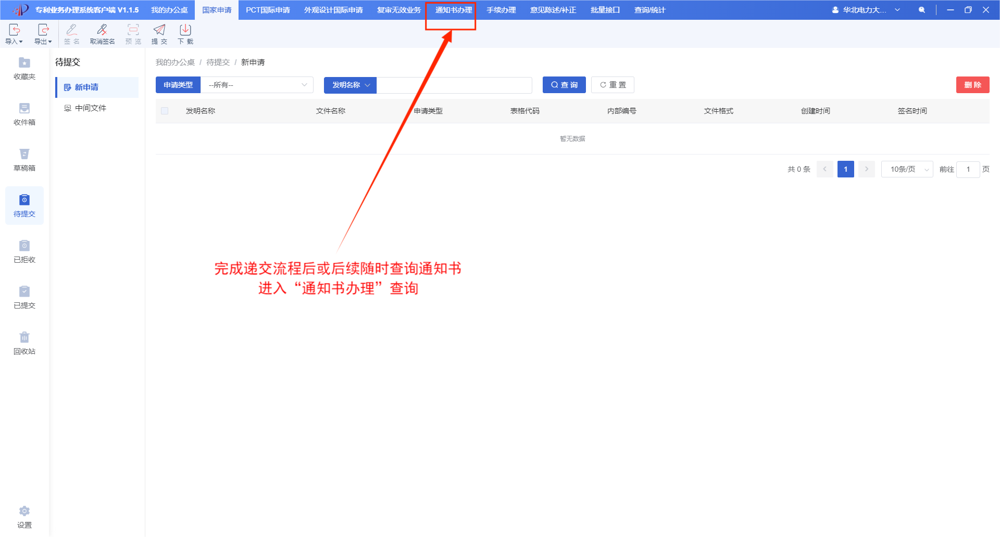 专利业务办理系统客户端 V1.1.5 我的办公桌 国家申请 PCT国际申请 外观设计国际申请 复审无效业务 通知书办理 手续办理 意见陈述/补正 批量接口 查询/统计 华北电力大...
导入 导出 签 名 取消签名 预 览 提 交 下 载
收藏夹
收件箱
草稿箱
待提交
已拒收
已提交
回收站
设置
待提交
新申请
中间文件
我的办公桌 / 待提交 / 新申请
申请类型 --所有-- 发明名称 查 询 重 置 删 除
发明名称 文件名称 申请类型 表格代码 内部编号 文件格式 创建时间 签名时间
暂无数据
共 0 条 1 10条/页 前往 1 页
完成递交流程后或后续随时查询通知书
进入“通知书办理”查询